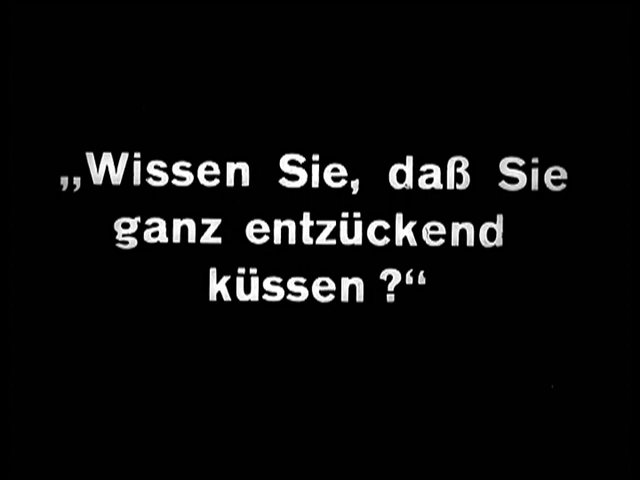 „Wissen Sie, daß Sie
ganz entzückend
küssen ?“